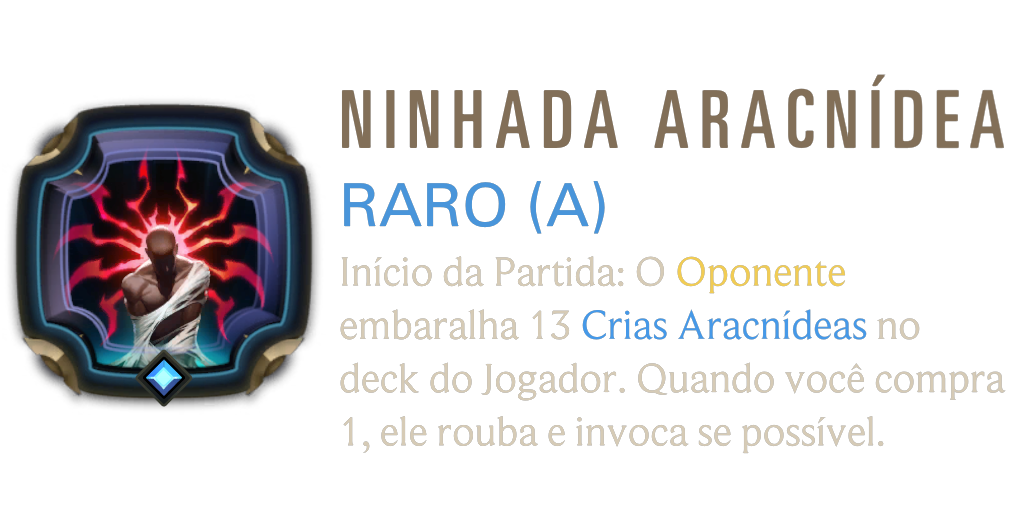 NINHADA ARACNÍDEA
RARO (A)
Início da Partida: O Oponente
embaralha 13 Crias Aracnídeas no
deck do Jogador. Quando você compra
1, ele rouba e invoca se possível.